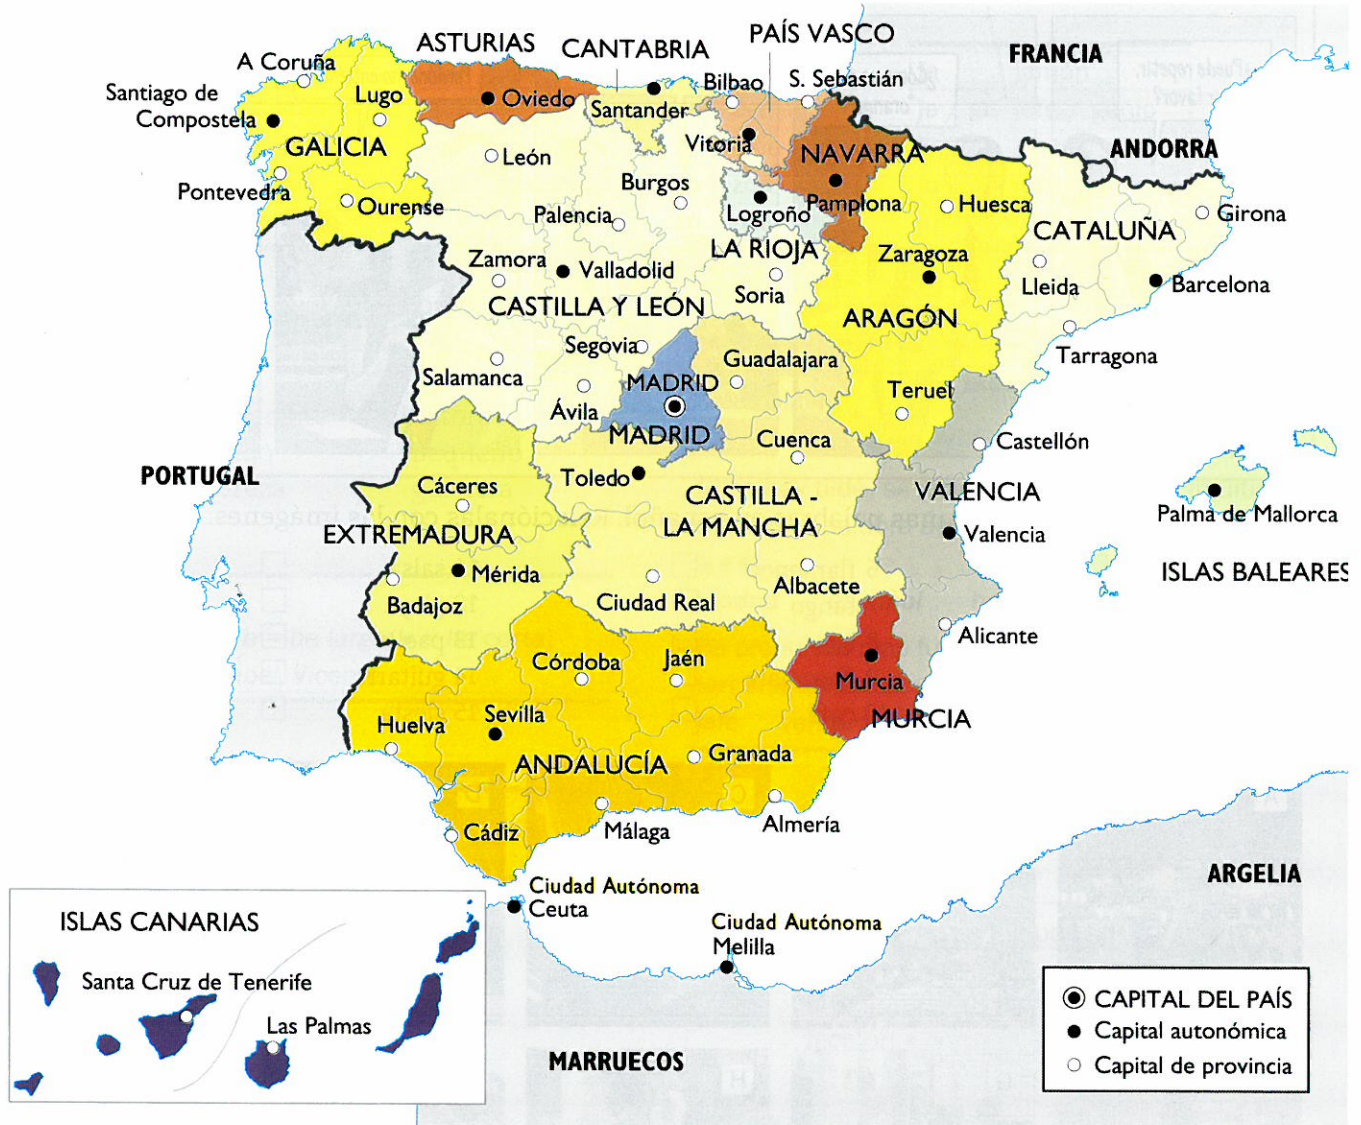 ASTURIAS
CANTABRIA
PAÍS VASCO
FRANCIA
A Coruña
Bilbao
S. Sebastián
Santiago de
Compostela
Lugo
Oviedo
Santander
GALICIA
Vitoria
NAVARRA
ANDORRA
León
Pontevedra
Ourense
Burgos
Palencia
Logroño
Pamplona
Huesca
Girona
LA RIOJA
CATALUÑA
Zamora
Valladolid
Zaragoza
Soria
Lleida
Barcelona
CASTILLA Y LEÓN
ARAGÓN
Segovia
Guadalajara
Tarragona
Salamanca
MADRID
Teruel
Ávila
MADRID
Cuenca
Castellón
PORTUGAL
Toledo
Cáceres
CASTILLA -
LA MANCHA
VALENCIA
Palma de Mallorca
EXTREMADURA
Valencia
Mérida
ISLAS BALEARES
Badajoz
Ciudad Real
Albacete
Alicante
Córdoba
Jaén
Murcia
MURCIA
Huelva
Sevilla
ANDALUCÍA
Granada
Cádiz
Málaga
Almería
ARGELIA
Ciudad Autónoma
Ceuta
Ciudad Autónoma
Melilla
ISLAS CANARIAS
Santa Cruz de Tenerife
Las Palmas
MARRUECOS
CAPITAL DEL PAÍS
Capital autonómica
Capital de provincia